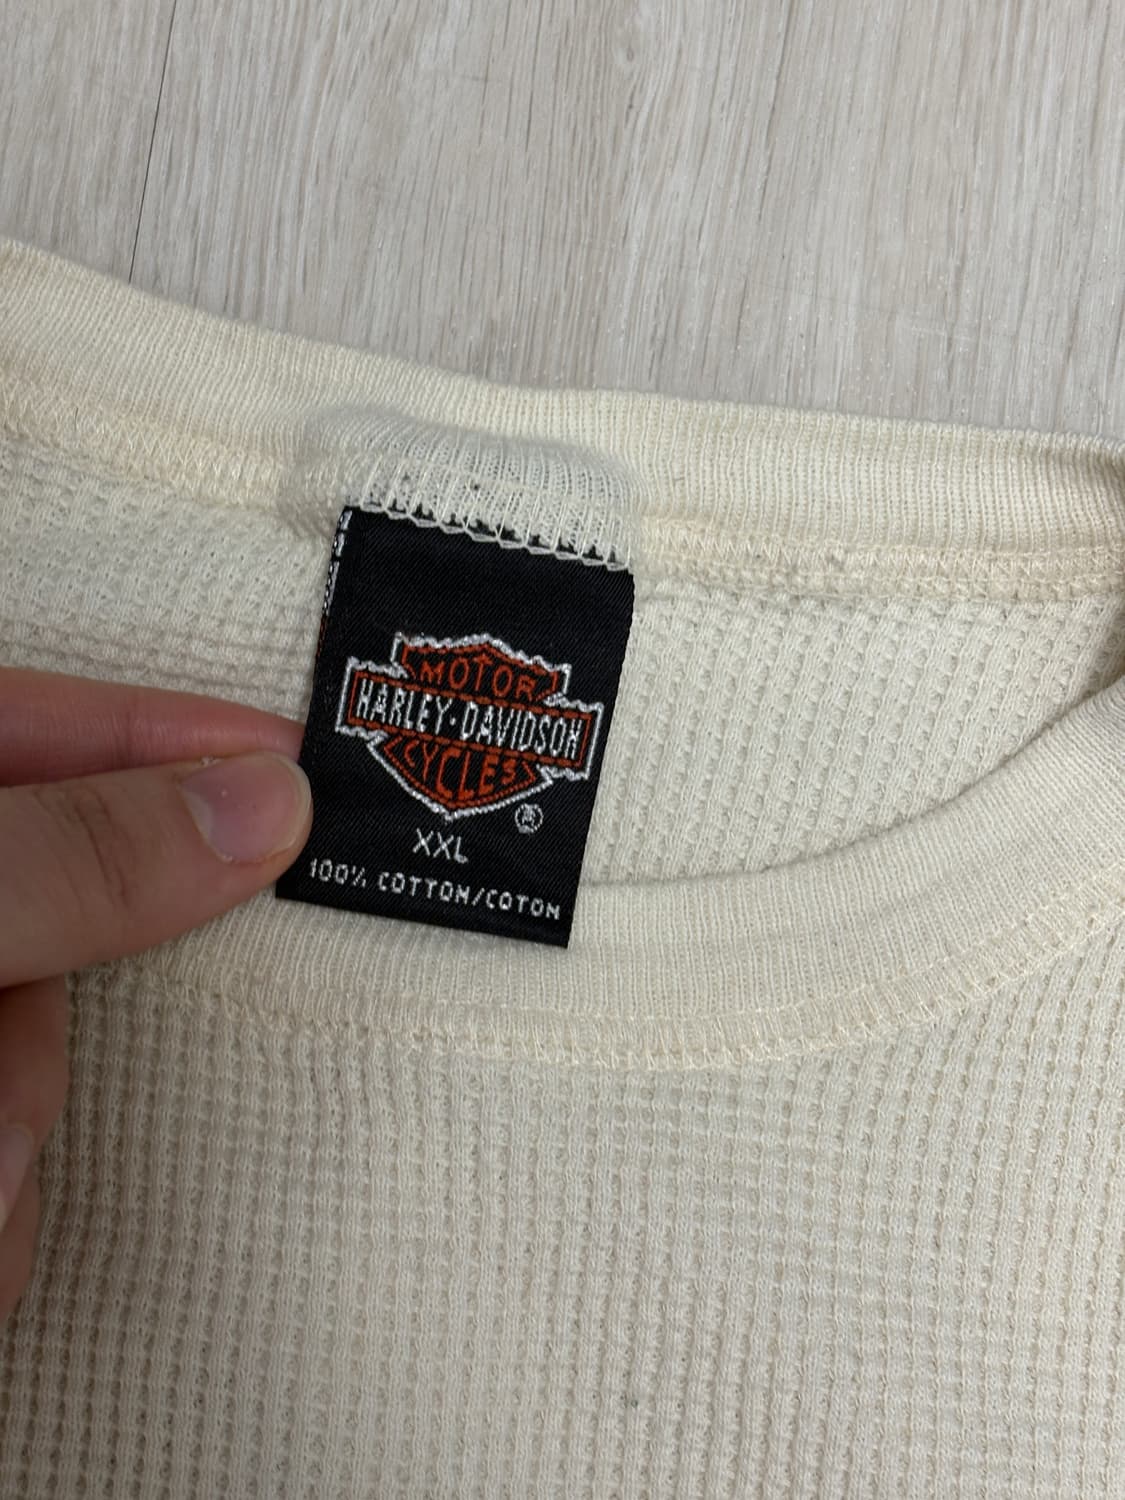 MOTOR
HARLEY-DAVIDSON
CYCLES
®
XXL
100% COTTON/COTON